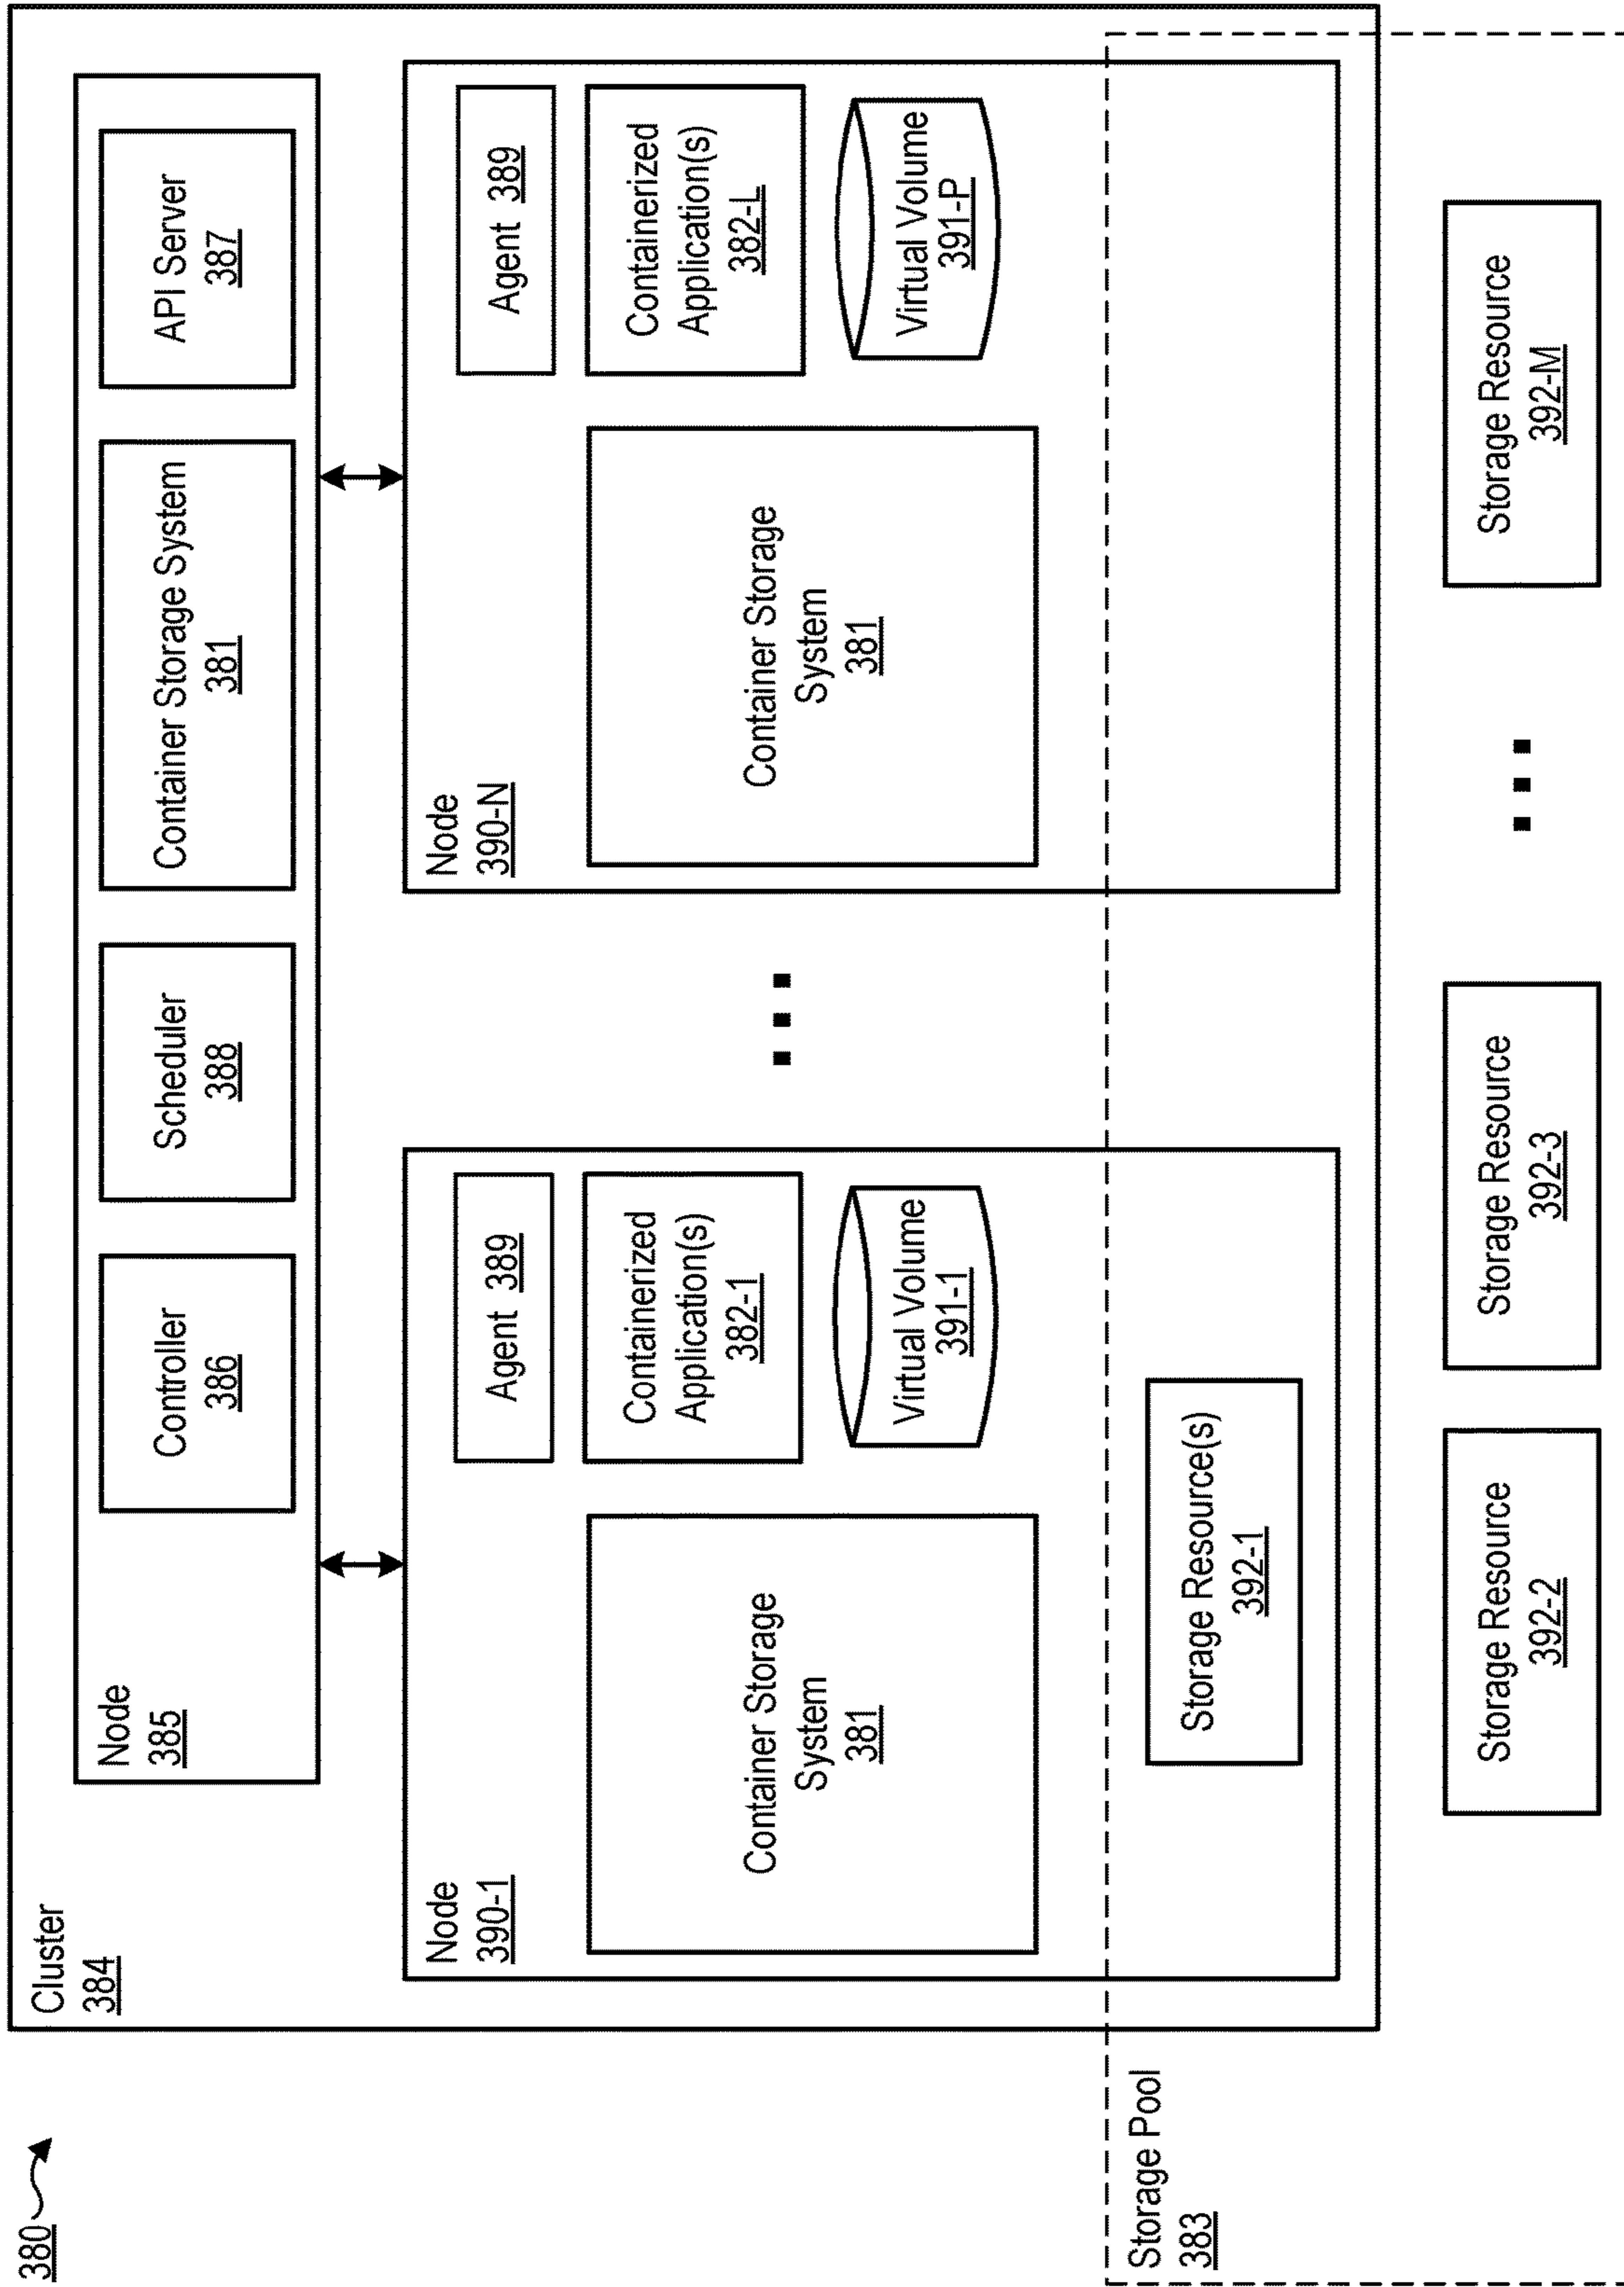 380
Cluster
384
Node
385
Controller
386
Scheduler
388
Container Storage System
381
API Server
387
Node
390-1
Agent 389
Container Storage
System
381
Containerized
Application(s)
382-1
Virtual Volume
391-1
Storage Resource(s)
392-1
Node
390-N
Agent 389
Container Storage
System
381
Containerized
Application(s)
382-L
Virtual Volume
391-P
Storage Pool
383
Storage Resource
392-2
Storage Resource
392-3
Storage Resource
392-M